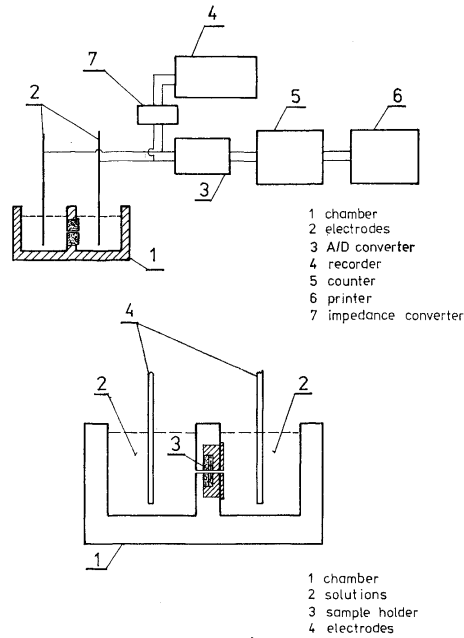 4
7
2
5
6
3
1
1 chamber
2 electrodes
3 A/D converter
4 recorder
5 counter
6 printer
7 impedance converter
4
2
2
3
1
1 chamber
2 solutions
3 sample holder
4 electrodes